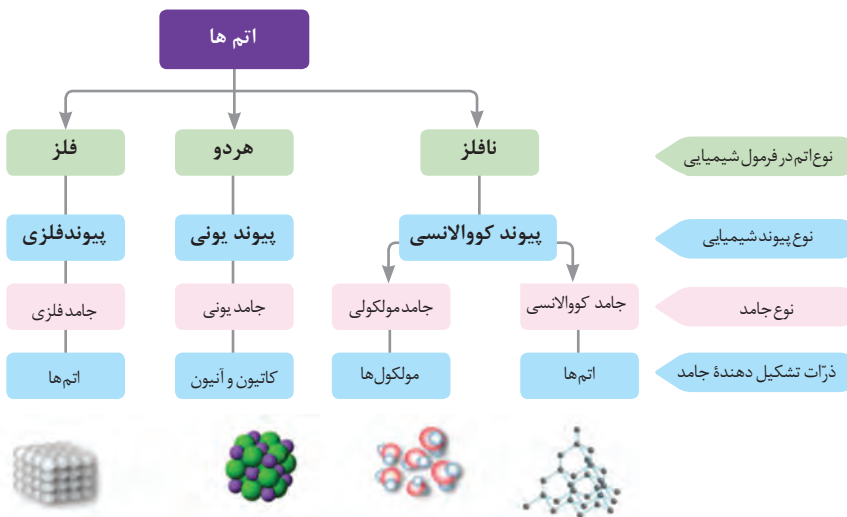 اتم ها
نوع اتم در فرمول شیمیایی
نافلز
هردو
فلز
نوع پیوند شیمیایی
پیوند کووالانسی
پیوند یونی
پیوندفلزی
نوع جامد
جامد کووالانسی
جامد مولکولی
جامد یونی
جامد فلزی
ذرّات تشکیل دهندهٔ جامد
اتم‌ها
مولکول‌ها
کاتیون و آنیون
اتم‌ها